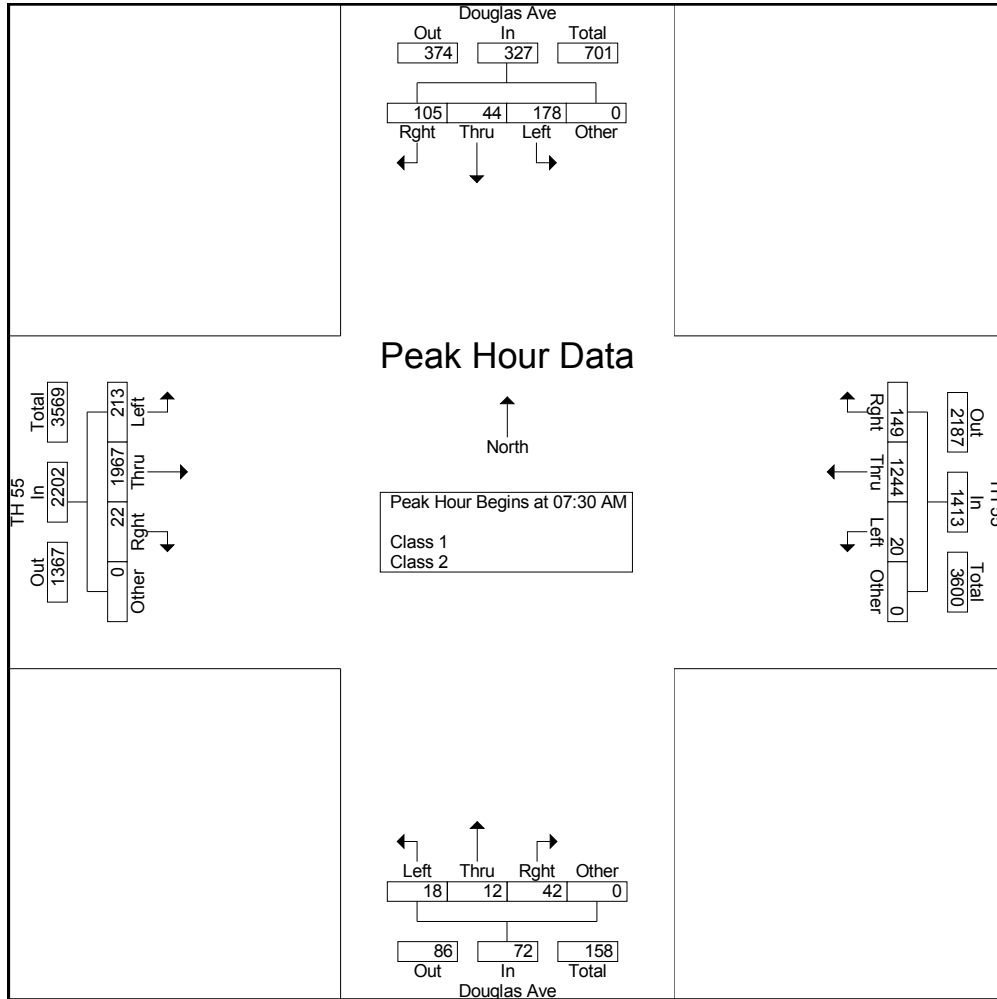 Douglas Ave
Out In Total
374 327 701
105 44 178 0
Rght Thru Left Other
Peak Hour Data
North
Peak Hour Begins at 07:30 AM
Class 1
Class 2
TH 55
Total In Out
3569 2202 1367
213 1967 22 0
Left Thru Rght Other
Out In Total
2187 1413 3600
149 1244 20 0
Rght Thru Left Other
Left Thru Rght Other
18 12 42 0
86 72 158
Out In Total
Douglas Ave